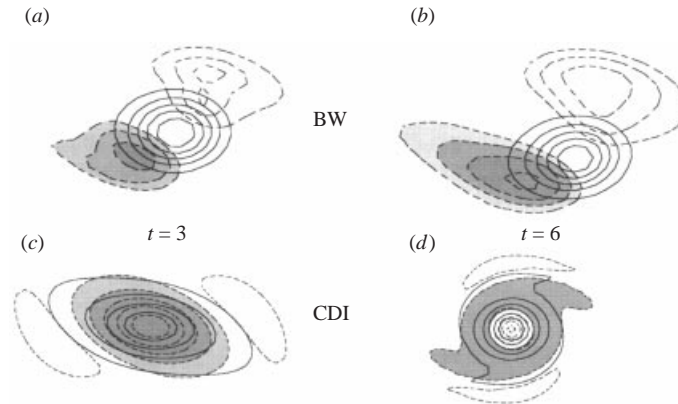 (a)
(b)
BW
(c)
t = 3
t = 6
(d)
CDI